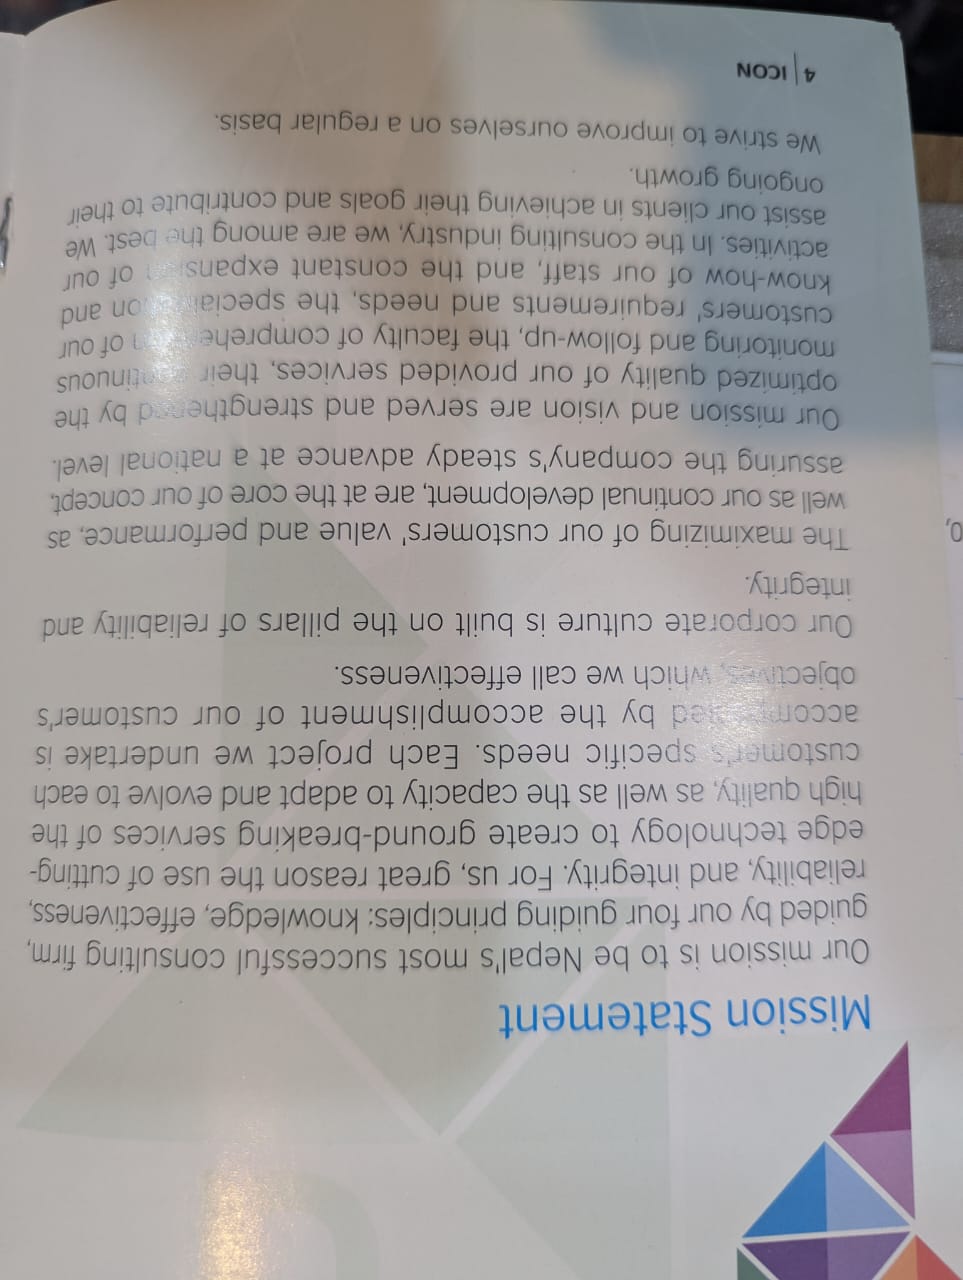 Mission Statement
Our mission is to be Nepal's most successful consulting firm,
guided by our four guiding principles: knowledge, effectiveness,
reliability, and integrity. For us, great reason the use of cutting-
edge technology to create ground-breaking services of the
high quality, as well as the capacity to adapt and evolve to each
customer's specific needs. Each project we undertake is
by the accomplishment of our customer's
objectives, which we call effectiveness.
Our corporate culture is built on the pillars of reliability and
integrity.
The maximizing of our customers' value and performance, as
well as our continual development, are at the core of our concept,
assuring the company's steady advance at a national level.
Our mission and vision are served and strengthened by the
optimized quality of our provided services, their continuous
monitoring and follow-up, the faculty of of our
customers' requirements and needs, the and
know-how of our staff, and the constant expansion of our
activities. In the consulting industry, we are among the best. We
assist our clients in achieving their goals and contribute to their
ongoing growth.
We strive to improve ourselves on a regular basis.
4 | ICON
0,